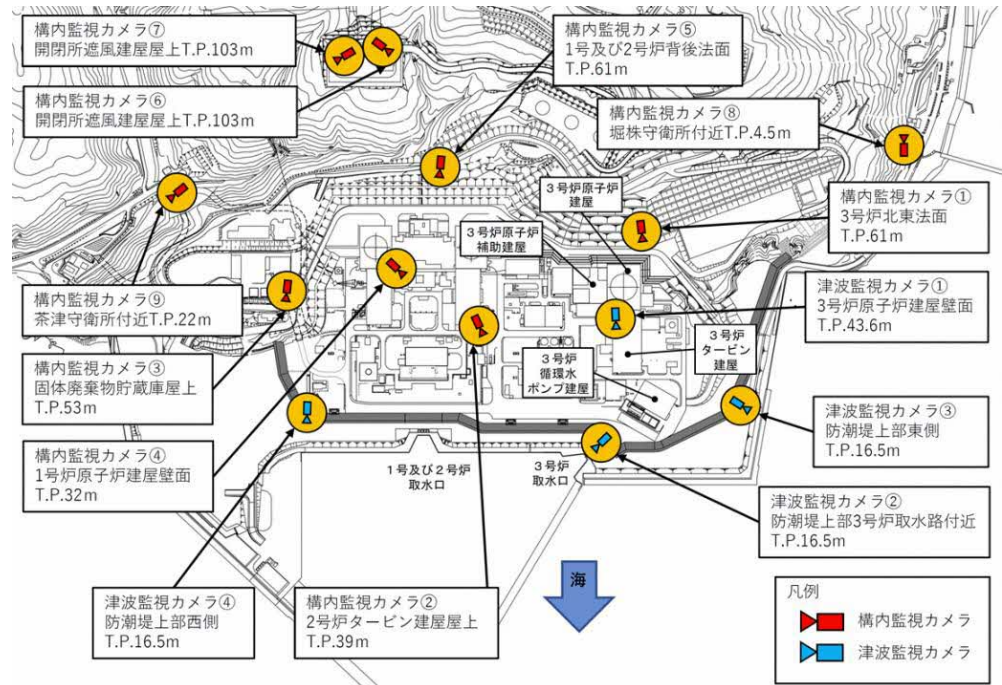 構内監視カメラ⑦
開閉所遮風建屋屋上T.P.103m
構内監視カメラ⑥
開閉所遮風建屋屋上T.P.103m
構内監視カメラ⑤
1号及び2号炉背後法面
T.P.61m
構内監視カメラ⑧
堀株守衛所付近T.P.4.5m
構内監視カメラ①
3号炉北東法面
T.P.61m
3号炉原子炉
建屋
3号炉原子炉
補助建屋
津波監視カメラ①
3号炉原子炉建屋壁面
T.P.43.6m
構内監視カメラ⑨
茶津守衛所付近T.P.22m
3号炉
タービン
建屋
3号炉
循環水
ポンプ建屋
構内監視カメラ③
固体廃棄物貯蔵庫屋上
T.P.53m
津波監視カメラ③
防潮堤上部東側
T.P.16.5m
構内監視カメラ④
1号炉原子炉建屋壁面
T.P.32m
1号及び2号炉
取水口
3号炉
取水口
津波監視カメラ②
防潮堤上部3号炉取水路付近
T.P.16.5m
海
津波監視カメラ④
防潮堤上部西側
T.P.16.5m
構内監視カメラ②
2号炉タービン建屋屋上
T.P.39m
凡例
構内監視カメラ
津波監視カメラ